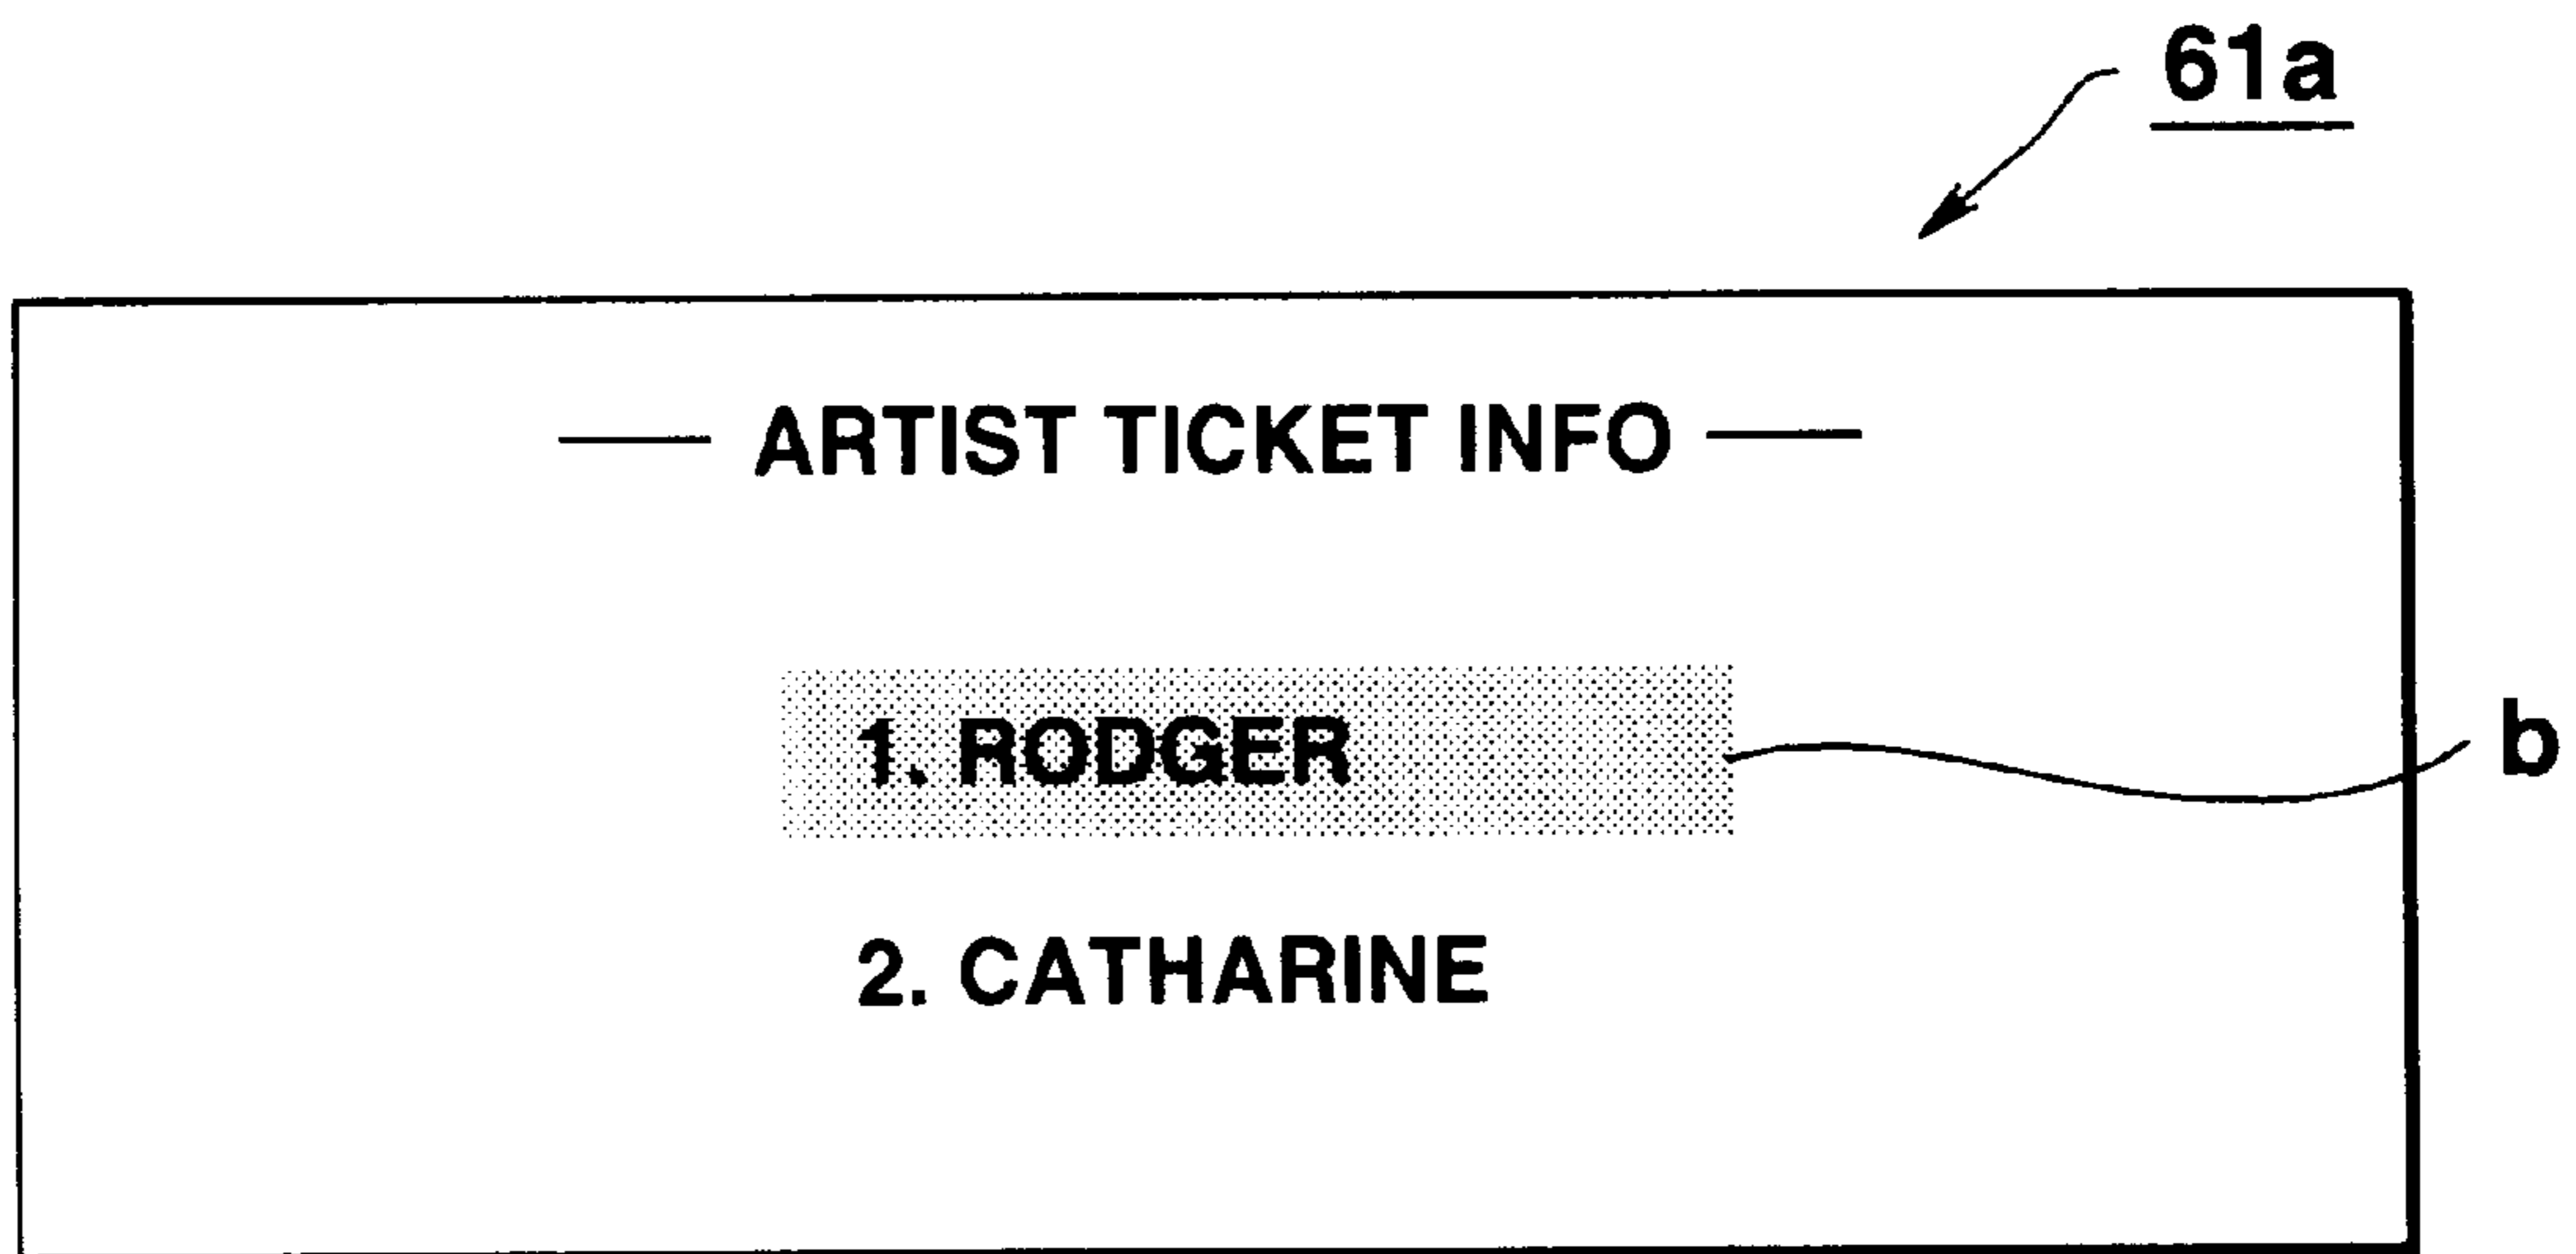 61a
— ARTIST TICKET INFO —
1. RODGER
b
2. CATHARINE